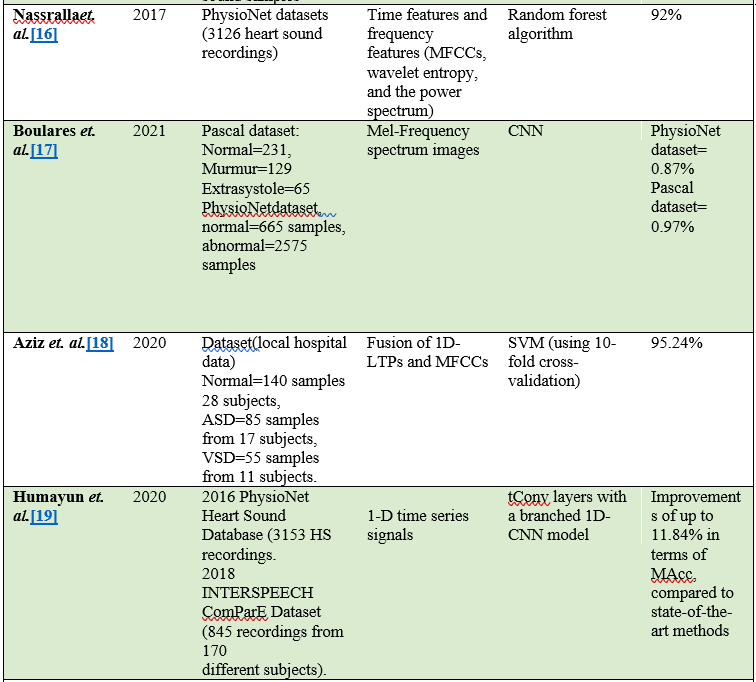 Nassrallaet.
al.[16]
2017
PhysioNet datasets
(3126 heart sound
recordings)
Time features and
frequency
features (MFCCs,
wavelet entropy,
and the power
spectrum)
Random forest
algorithm
92%
Boulares et.
al.[17]
2021
Pascal dataset:
Normal=231,
Murmur=129
Extrasystole=65
PhysioNetdataset,
normal=665 samples,
abnormal=2575
samples
Mel-Frequency
spectrum images
CNN
PhysioNet
dataset=
0.87%
Pascal
dataset=
0.97%
Aziz et. al.[18]
2020
Dataset(local hospital
data)
Normal=140 samples
28 subjects,
ASD=85 samples
from 17 subjects,
VSD=55 samples
from 11 subjects.
Fusion of 1D-
LTPs and MFCCs
SVM (using 10-
fold cross-
validation)
95.24%
Humayun et.
al.[19]
2020
2016 PhysioNet
Heart Sound
Database (3153 HS
recordings.
2018
INTERSPEECH
ComParE Dataset
(845 recordings from
170
different subjects).
1-D time series
signals
tConv layers with
a branched 1D-
CNN model
Improvement
s of up to
11.84% in
terms of
MAcc,
compared to
state-of-the-
art methods